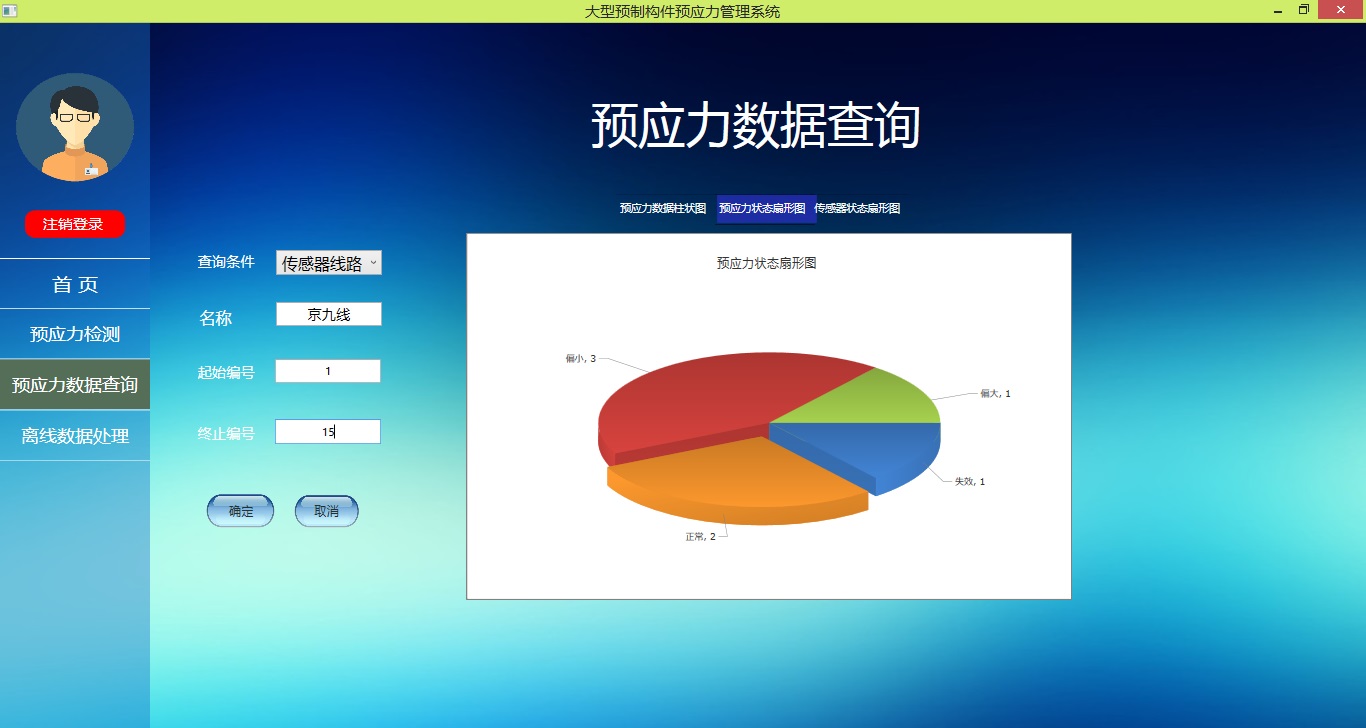 大型预制构件预应力管理系统
注销登录
首 页
预应力检测
预应力数据查询
离线数据处理
预应力数据查询
预应力数据柱状图 预应力状态扇形图 传感器状态扇形图
查询条件 传感器线路
名称 京九线
起始编号 1
终止编号 15
确定 取消
预应力状态扇形图
偏小, 3
偏大, 1
失效, 1
正常, 2